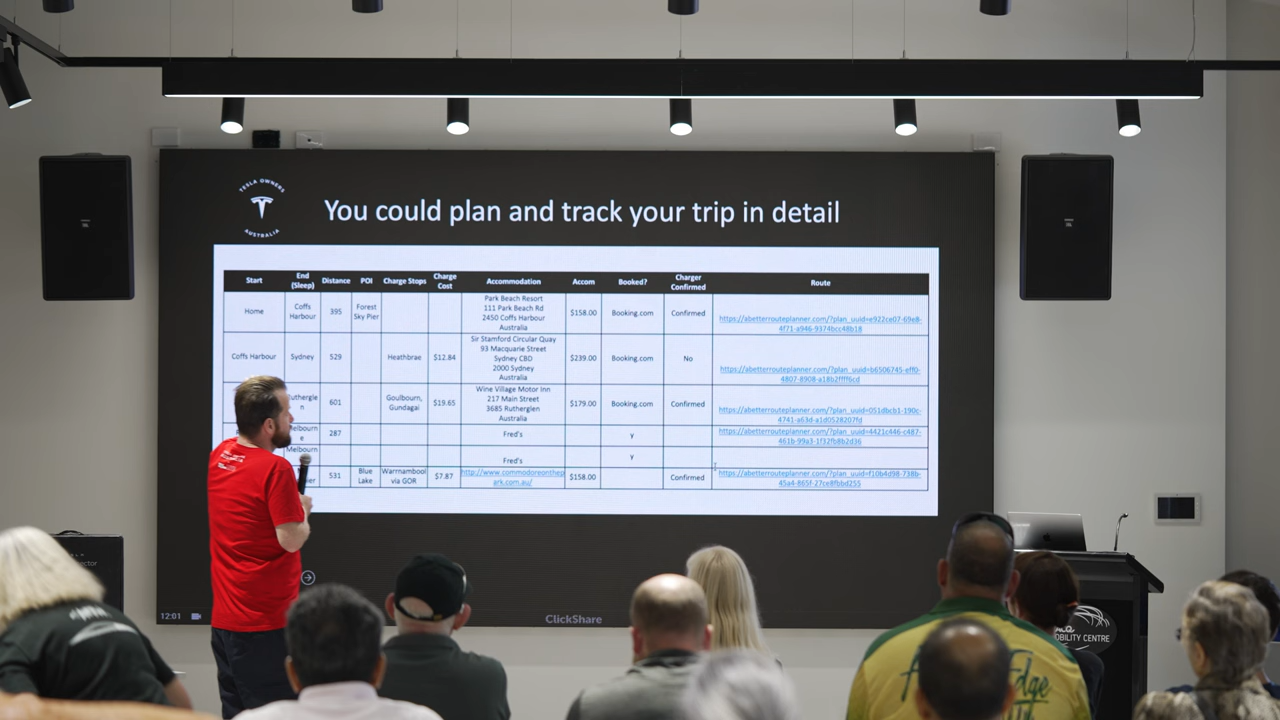 TESLA OWNERS
AUSTRALIA
You could plan and track your trip in detail
Start End (Sleep) Distance POI Charge Stops Charge Cost Accommodation Accom Booked? Charger Confirmed Route
Home Coffs Harbour 395 Forest Sky Pier Park Beach Resort $158.00 Booking.com Confirmed https://abetterrouteplanner.com/?plan_uuid=e922ce07-69e8-
111 Park Beach Rd 4f71-a946-9374bcc48b18
2450 Coffs Harbour
Australia
Coffs Harbour Sydney 529 Heathbrae $12.84 Sir Stamford Circular Quay $239.00 Booking.com No https://abetterrouteplanner.com/?plan_uuid=b6506745-eff0-
93 Macquarie Street 4807-8908-a18b2ffff6cd
Sydney CBD
2000 Sydney
Australia
601 Goulbourn, Gundagai $19.65 Wine Village Motor Inn $179.00 Booking.com Confirmed https://abetterrouteplanner.com/?plan_uuid=051dbcb1-190c-
217 Main Street 4741-a63d-a1d0528207fd
3685 Rutherglen
Australia
287 Fred's y https://abetterrouteplanner.com/?plan_uuid=4421c446-c487-
461b-99a3-1f32fb8b2d36
Fred's y
531 Blue Lake Warrnambool via GOR $7.87 http://www.commodoreonthep $158.00 Confirmed https://abetterrouteplanner.com/?plan_uuid=f10b4d98-738b-
ark.com.au/ 45a4-865f-27ce8fbbd255
12:01
ClickShare
OBILITY CENTRE
Edge